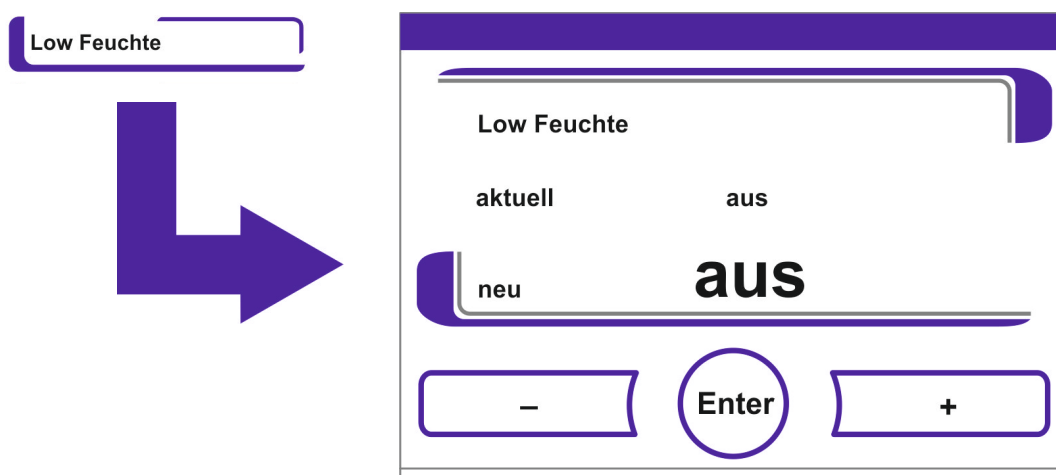 Low Feuchte
Low Feuchte
aktuell aus
neu aus
– Enter +